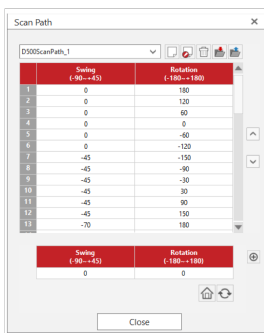 Scan Path
D500ScanPath_1
Swing Rotation
(-90~+45) (-180~+180)
1 0 180
2 0 120
3 0 60
4 0 0
5 0 -60
6 0 -120
7 -45 -150
8 -45 -90
9 -45 -30
10 -45 30
11 -45 90
12 -45 150
13 -70 180
Swing Rotation
(-90~+45) (-180~+180)
0 0
Close